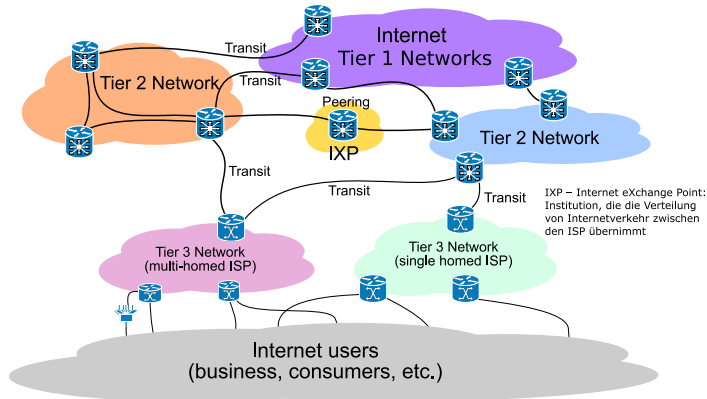 Internet
Tier 1 Networks
Transit
Tier 2 Network
Transit
Peering
IXP
Tier 2 Network
Transit
Transit
Transit
IXP – Internet eXchange Point:
Institution, die die Verteilung
von Internetverkehr zwischen
den ISP übernimmt
Tier 3 Network
(multi-homed ISP)
Tier 3 Network
(single homed ISP)
Internet users
(business, consumers, etc.)